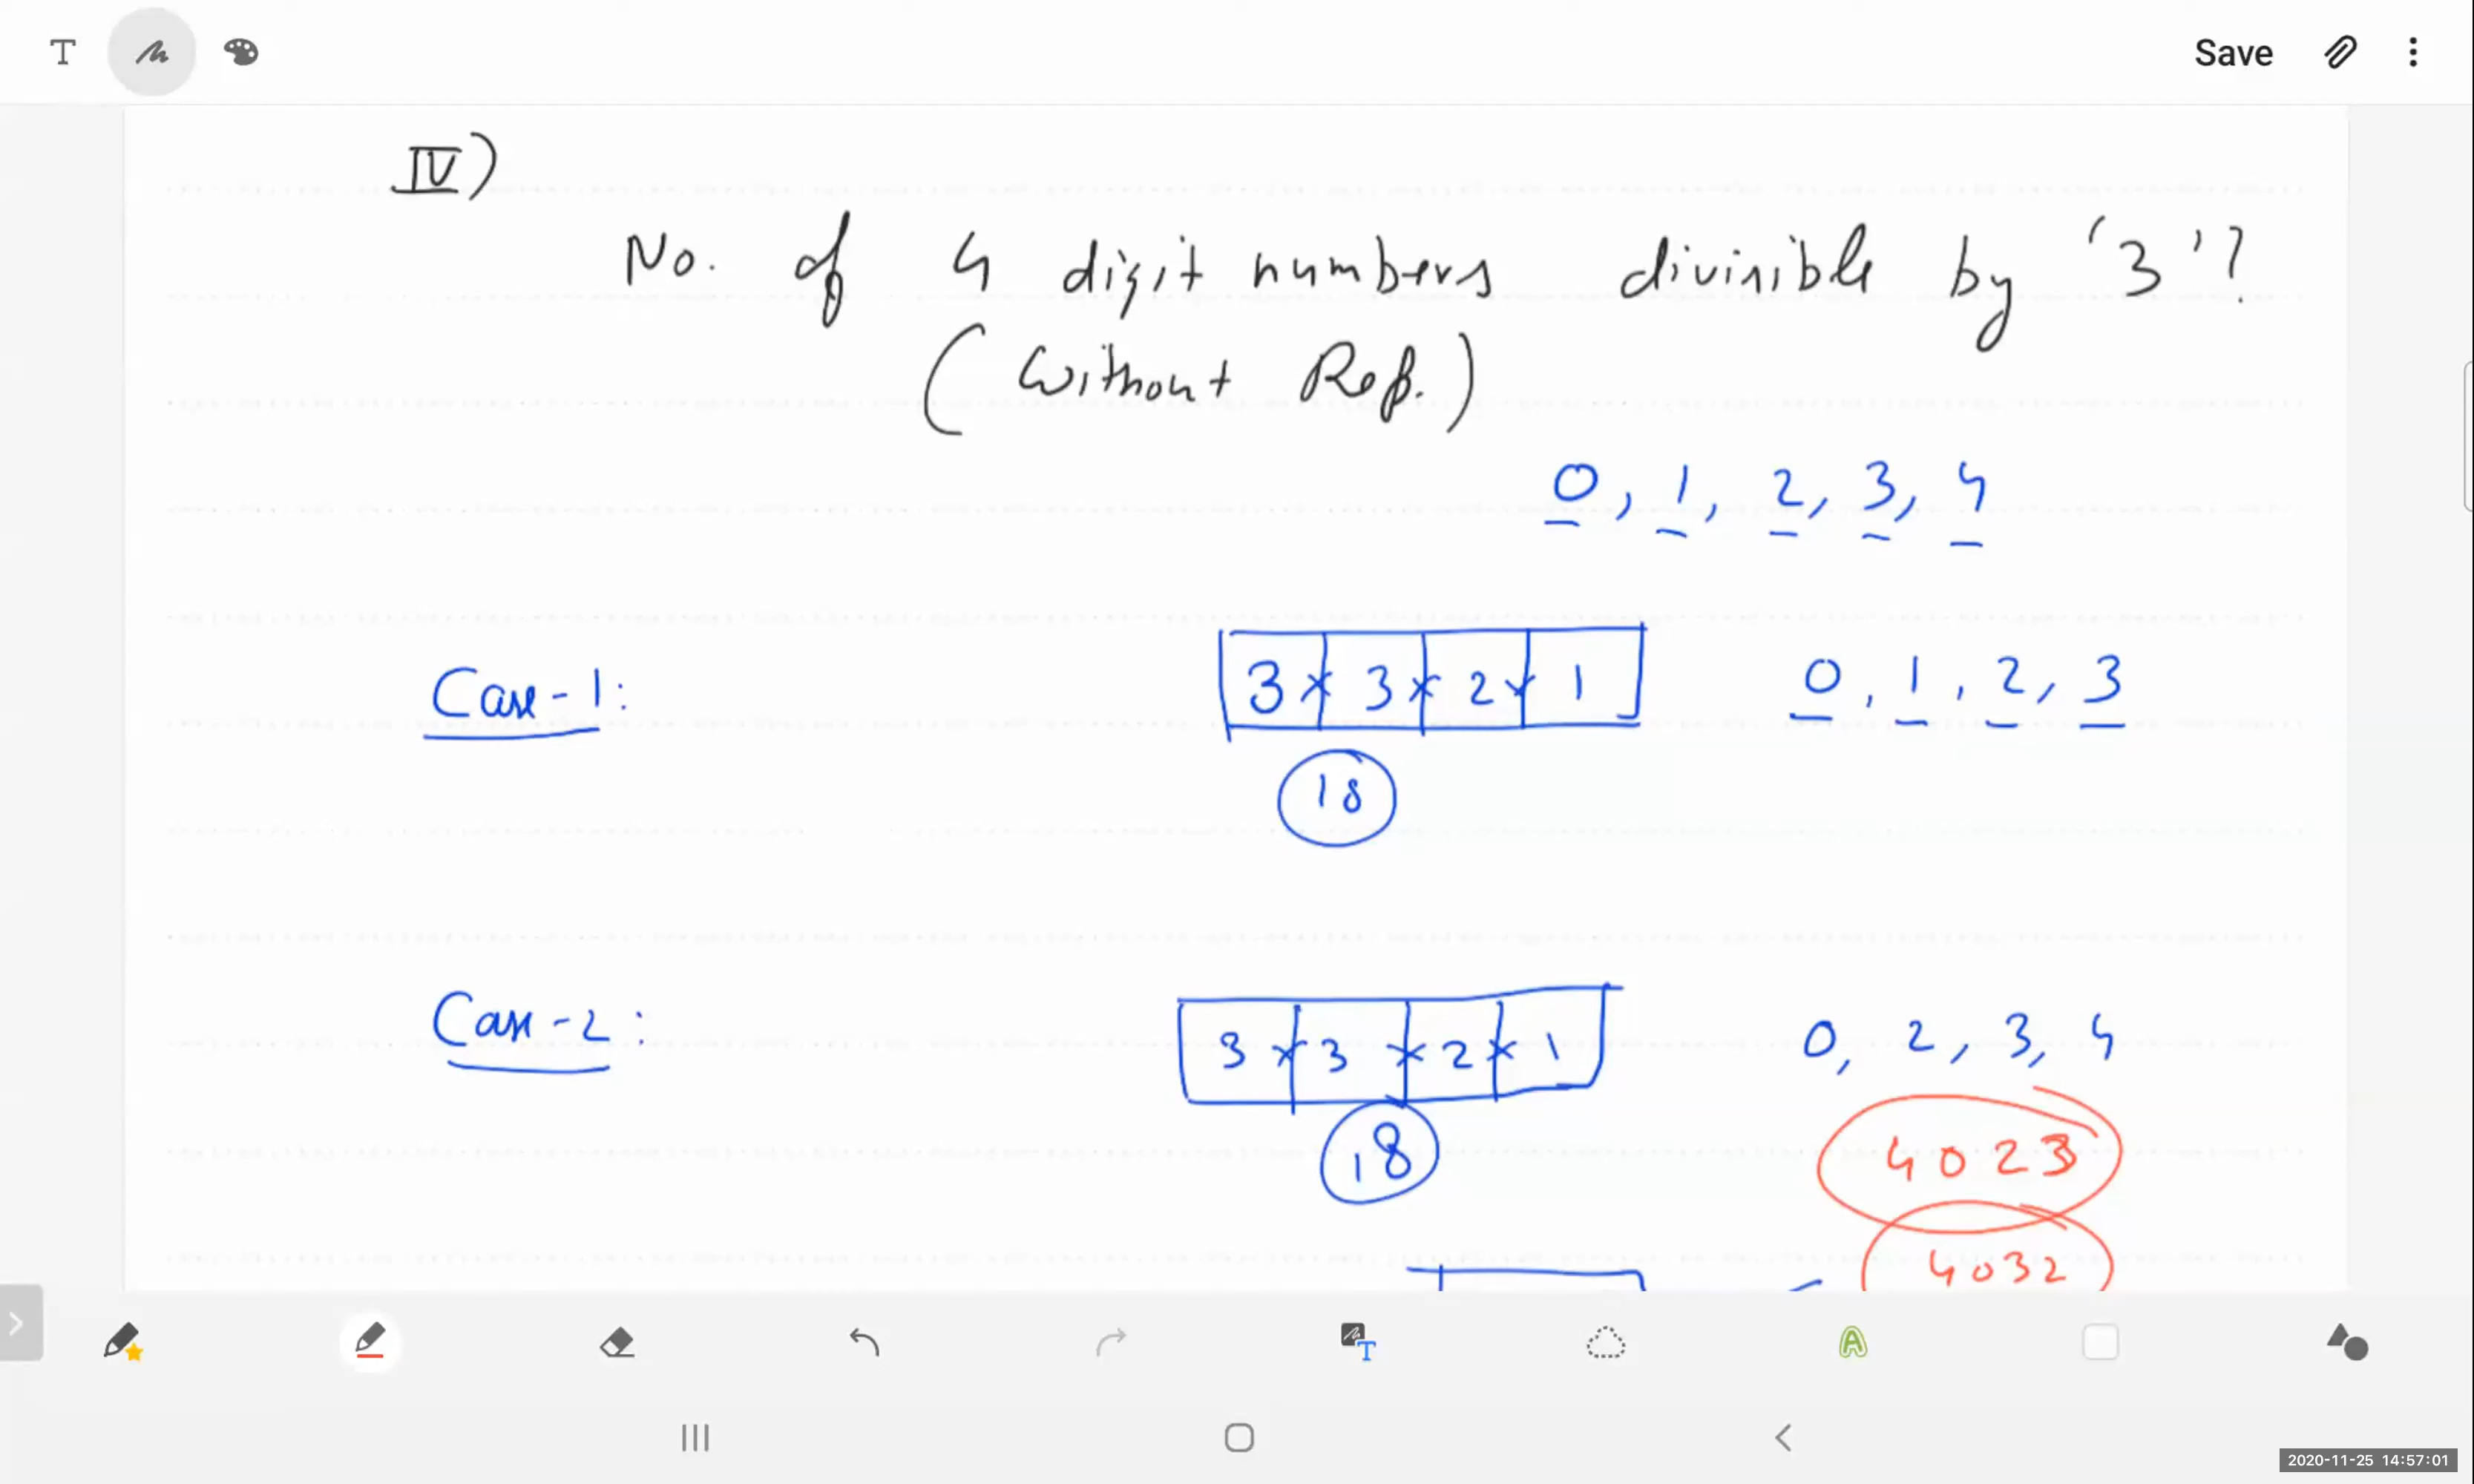 T Save
IV)
No. of 4 digit numbers divisible by '3'?
(Without Rep.)
0, 1, 2, 3, 4
Case-1: 3 × 3 × 2 × 1 0, 1, 2, 3
18
Case-2: 3 × 3 × 2 × 1 0, 2, 3, 4
18 4023
4032
T A
2020-11-25 14:57:01